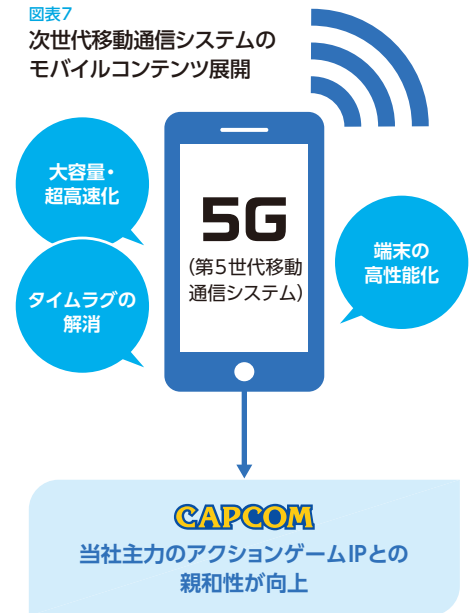 図表7
次世代移動通信システムの
モバイルコンテンツ展開
大容量・
超高速化
5G
(第5世代移動
通信システム)
端末の
高性能化
タイムラグの
解消
CAPCOM
当社主力のアクションゲームIPとの
親和性が向上